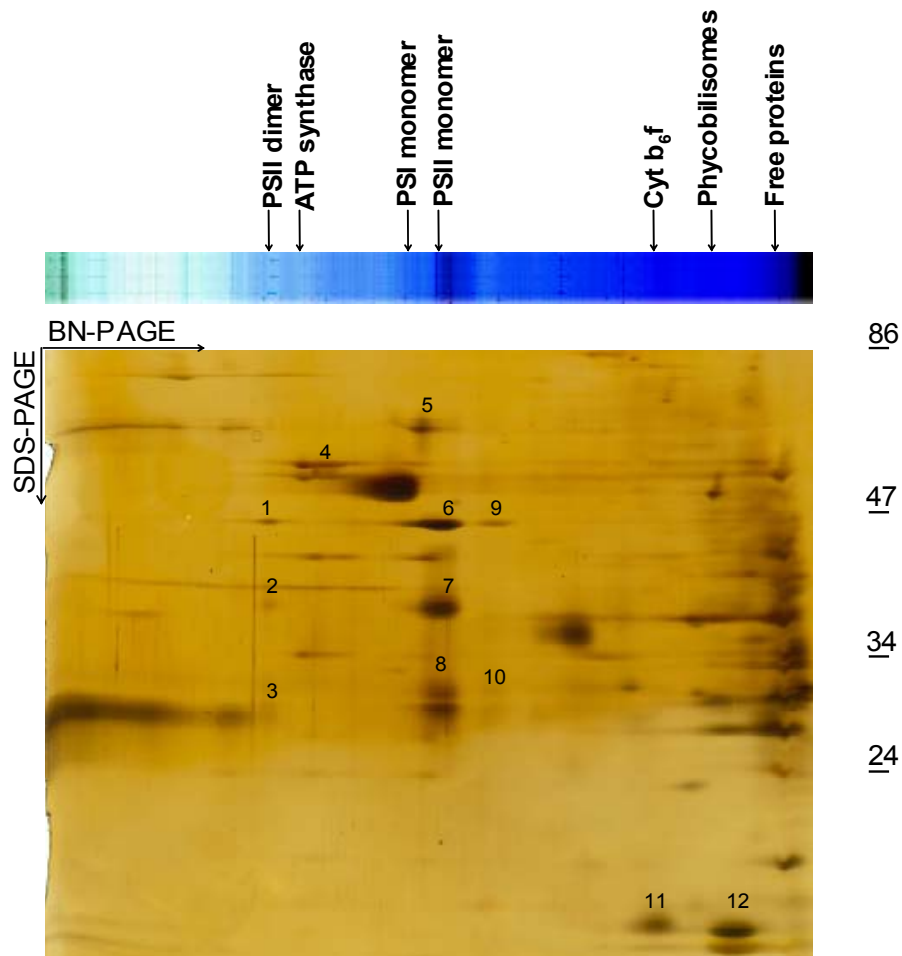 PSII dimer
ATP synthase
PSI monomer
PSII monomer
Cyt b₆f
Phycobilisomes
Free proteins
BN-PAGE
SDS-PAGE
86
5
4
47
1
6
9
2
7
34
8
3
10
24
11
12